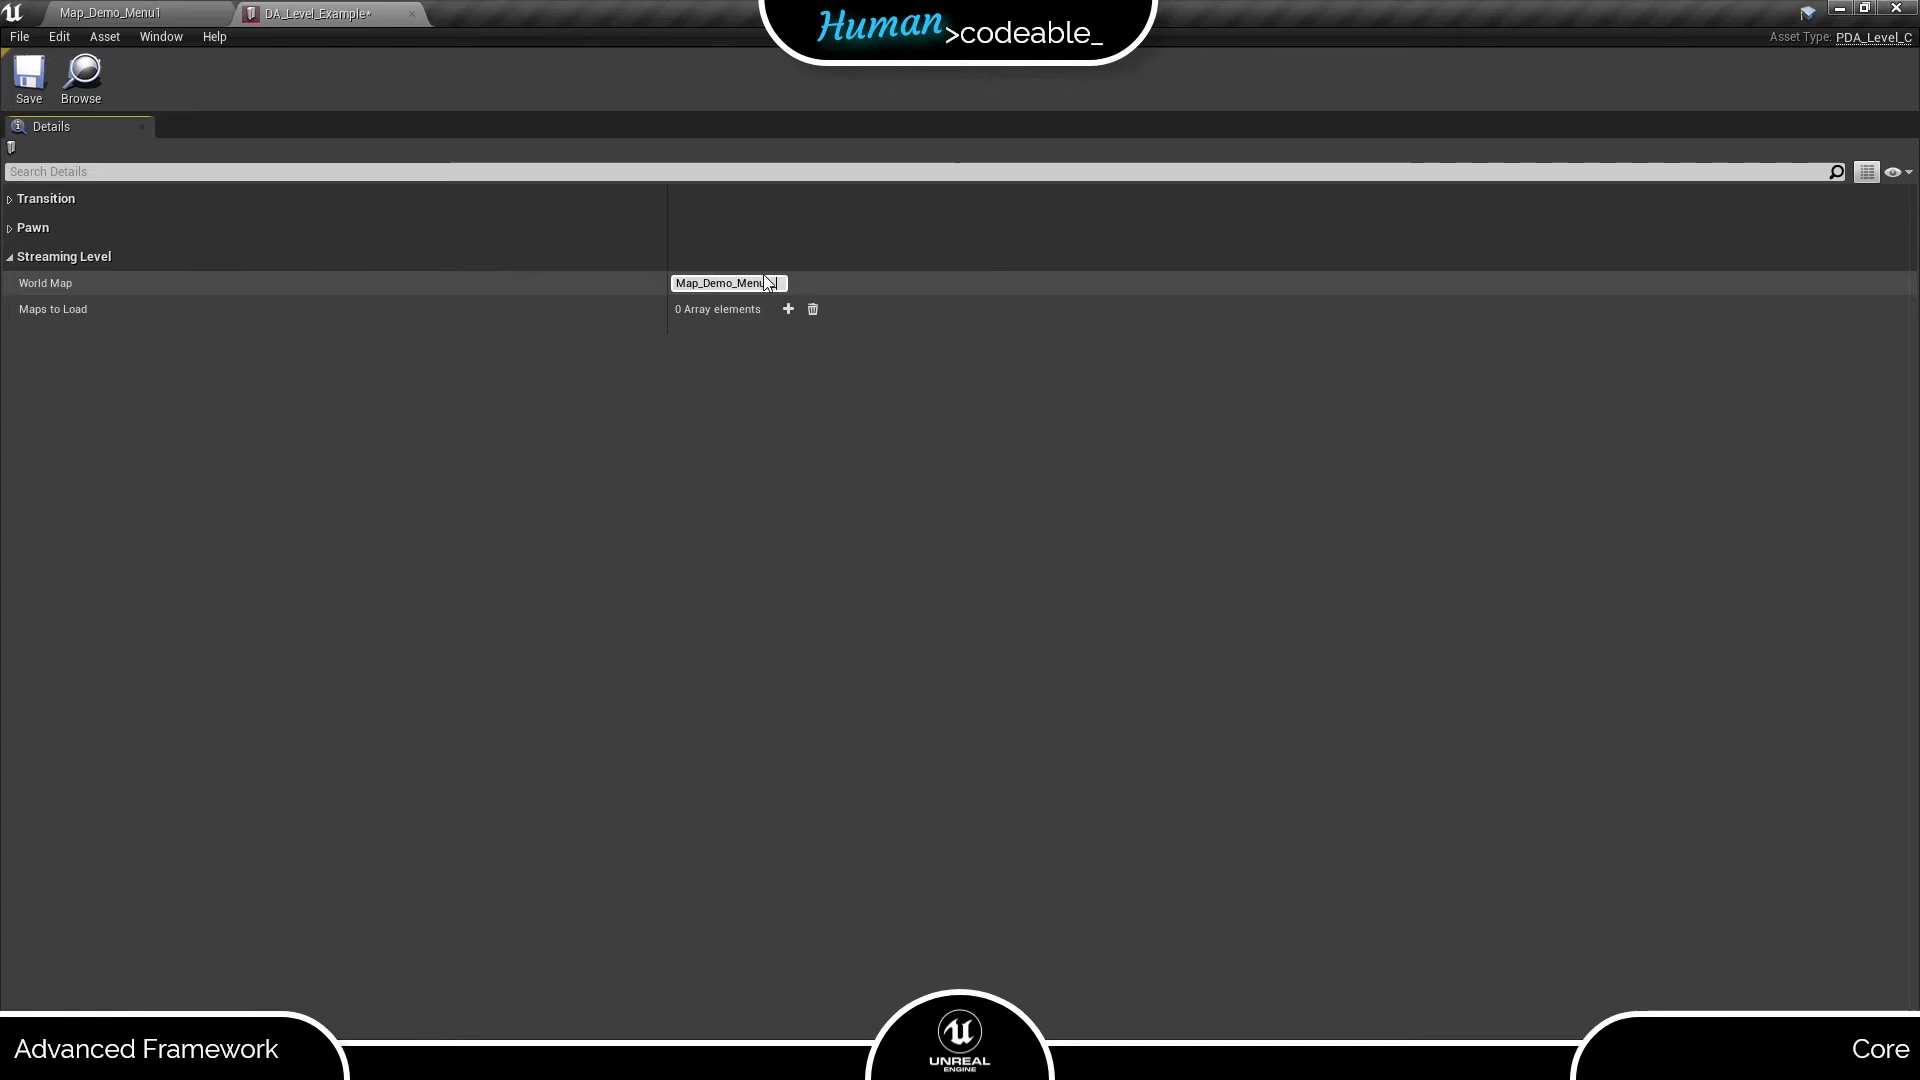 Map_Demo_Menu1
DA_Level_Example*
Human >codeable_
File Edit Asset Window Help
Asset Type: PDA_Level_C
Save Browse
Details
Search Details
Transition
Pawn
Streaming Level
World Map
Map_Demo_Menu
Maps to Load
0 Array elements
Advanced Framework
UNREAL
ENGINE
Core